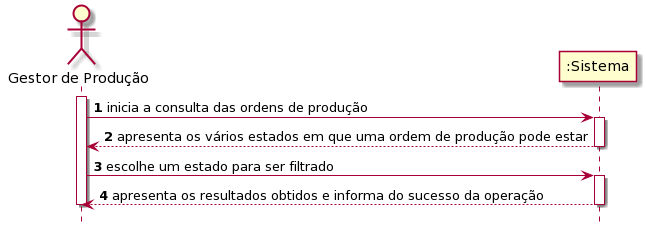 Gestor de Produção
:Sistema
1 inicia a consulta das ordens de produção
2 apresenta os vários estados em que uma ordem de produção pode estar
3 escolhe um estado para ser filtrado
4 apresenta os resultados obtidos e informa do sucesso da operação